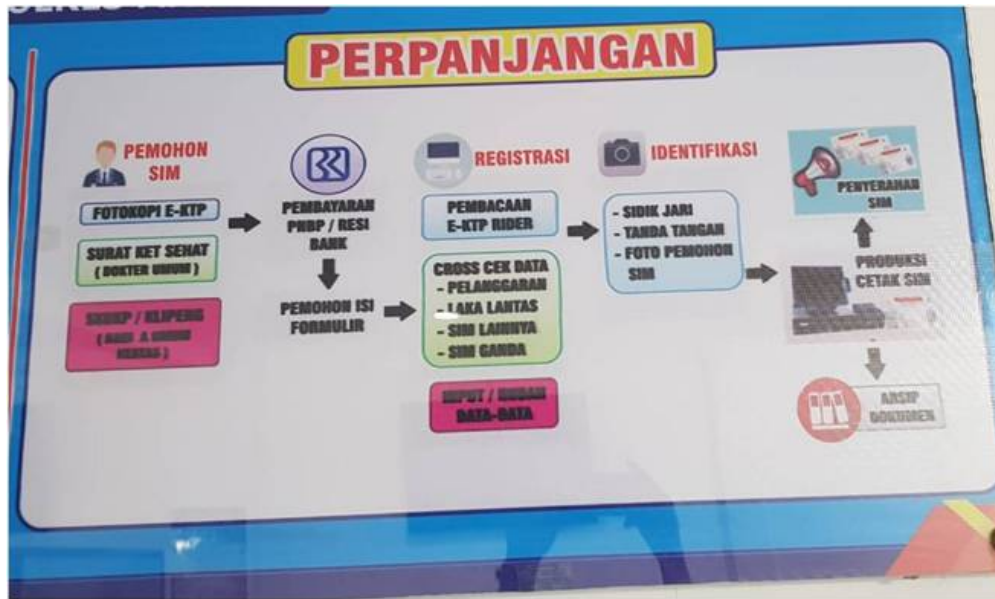 PERPANJANGAN
PEMOHON
SIM
FOTOKOPI E-KTP
SURAT KET SEHAT
( DOKTER UMUM )
/ KLIPENG
PEMBAYARAN
PNBP / RESI
BANK
PEMOHON ISI
FORMULIR
REGISTRASI
PEMBACAAN
E-KTP RIDER
CROSS CEK DATA
- PELANGGARAN
- LAKA LANTAS
- SIM LAINNYA
- SIM GANDA
INPUT /
DATA-DATA
IDENTIFIKASI
- SIDIK JARI
- TANDA TANGAN
- FOTO PEMOHON
SIM
PENYERAHAN
SIM
PRODUKSI
CETAK SIM
ARSIP
DOKUMEN